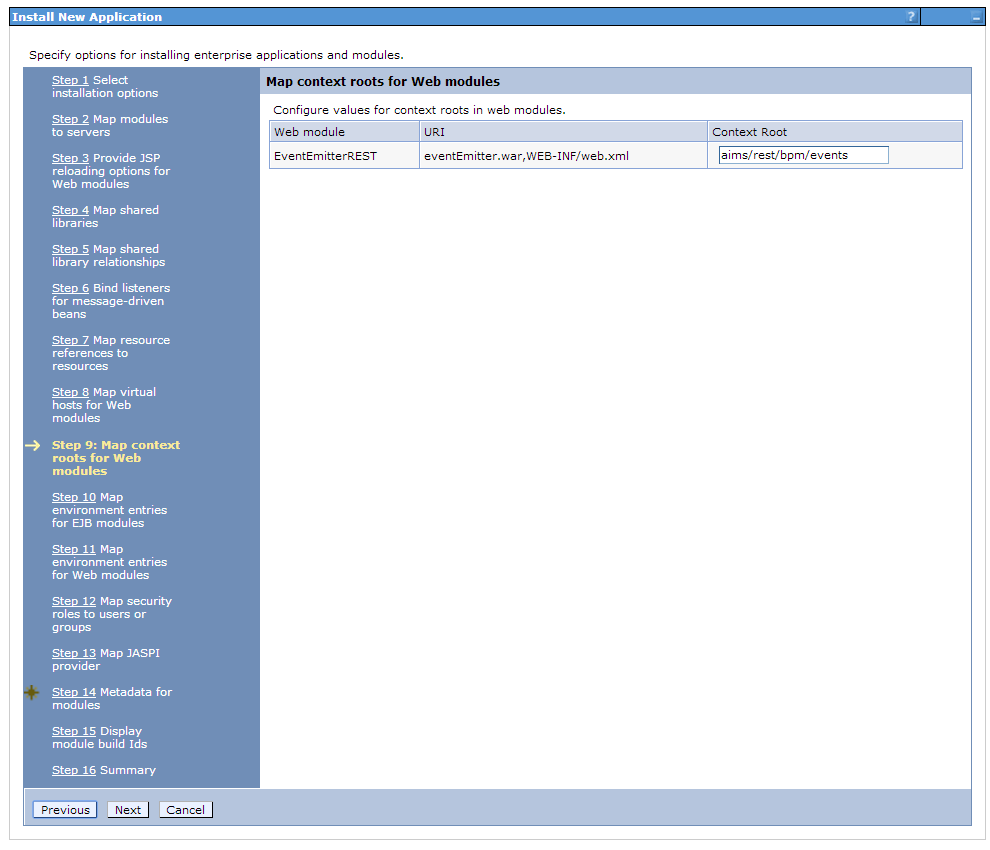 Install New Application
?
Specify options for installing enterprise applications and modules.
Step 1 Select
installation options
Step 2 Map modules
to servers
Step 3 Provide JSP
reloading options for
Web modules
Step 4 Map shared
libraries
Step 5 Map shared
library relationships
Step 6 Bind listeners
for message-driven
beans
Step 7 Map resource
references to
resources
Step 8 Map virtual
hosts for Web
modules
Step 9: Map context
roots for Web
modules
Step 10 Map
environment entries
for EJB modules
Step 11 Map
environment entries
for Web modules
Step 12 Map security
roles to users or
groups
Step 13 Map JASPI
provider
Step 14 Metadata for
modules
Step 15 Display
module build Ids
Step 16 Summary
Map context roots for Web modules
Configure values for context roots in web modules.
Web module URI Context Root
EventEmitterREST eventEmitter.war,WEB-INF/web.xml aims/rest/bpm/events
Previous Next Cancel